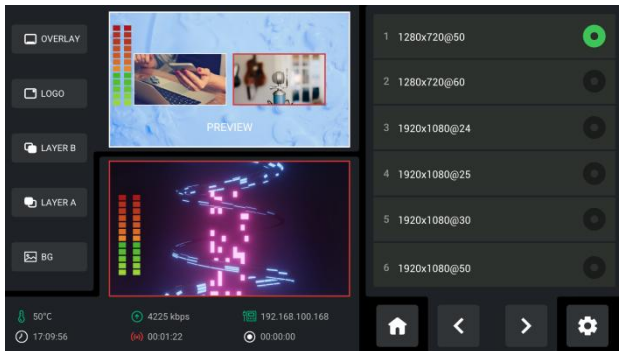 OVERLAY
LOGO
LAYER B
LAYER A
BG
PREVIEW
50°C
4225 kbps
192.168.100.168
17:09:56
00:01:22
00:00:00
1 1280x720@50
2 1280x720@60
3 1920x1080@24
4 1920x1080@25
5 1920x1080@30
6 1920x1080@50